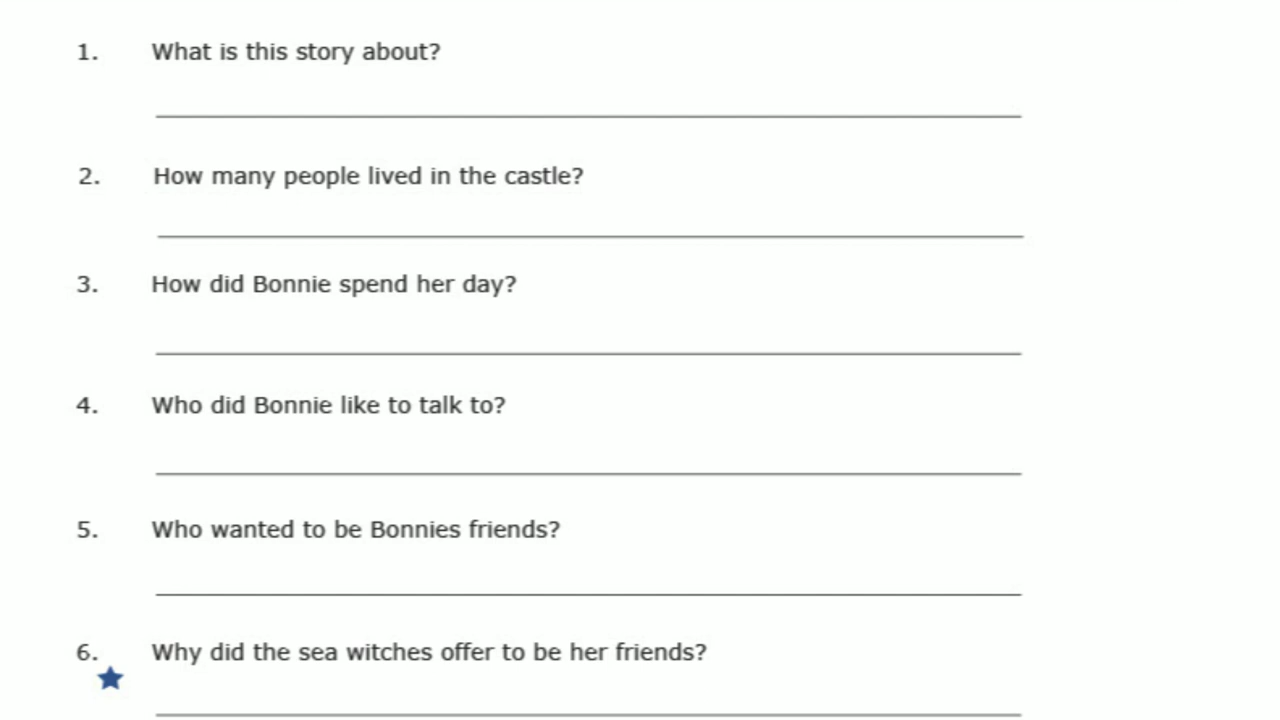 1. What is this story about?
2. How many people lived in the castle?
3. How did Bonnie spend her day?
4. Who did Bonnie like to talk to?
5. Who wanted to be Bonnies friends?
6. Why did the sea witches offer to be her friends?